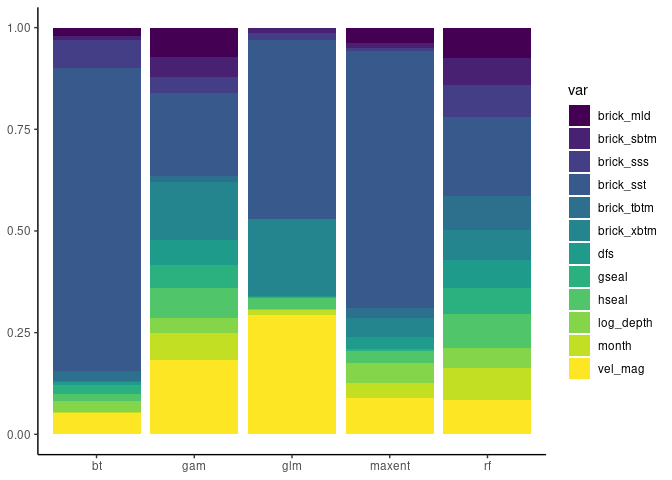 1.00
0.75
0.50
0.25
0.00
bt gam glm maxent rf
var
brick_mld
brick_sbtm
brick_sss
brick_sst
brick_tbtm
brick_xbtm
dfs
gseal
hseal
log_depth
month
vel_mag